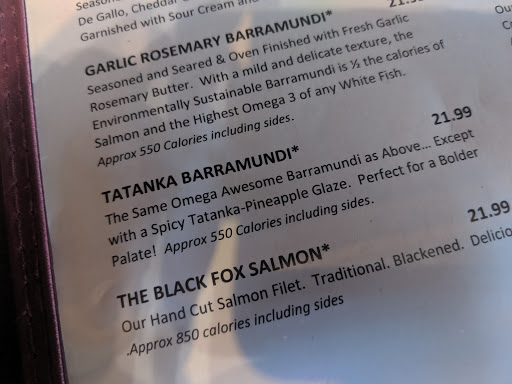 Season
De Gallo, Cheddar
Garnished with Sour Cream and
GARLIC ROSEMARY BARRAMUNDI*
Seasoned and Seared & Oven Finished with Fresh Garlic
Rosemary Butter. With a mild and delicate texture, the
Environmentally Sustainable Barramundi is ½ the calories of
Salmon and the Highest Omega 3 of any White Fish.
Approx 550 Calories including sides.
TATANKA BARRAMUNDI* 21.99
The Same Omega Awesome Barramundi as Above... Except
with a Spicy Tatanka-Pineapple Glaze. Perfect for a Bolder
Palate! Approx 550 Calories including sides.
THE BLACK FOX SALMON* 21.99
Our Hand Cut Salmon Filet. Traditional. Blackened. Delicio
.Approx 850 calories including sides